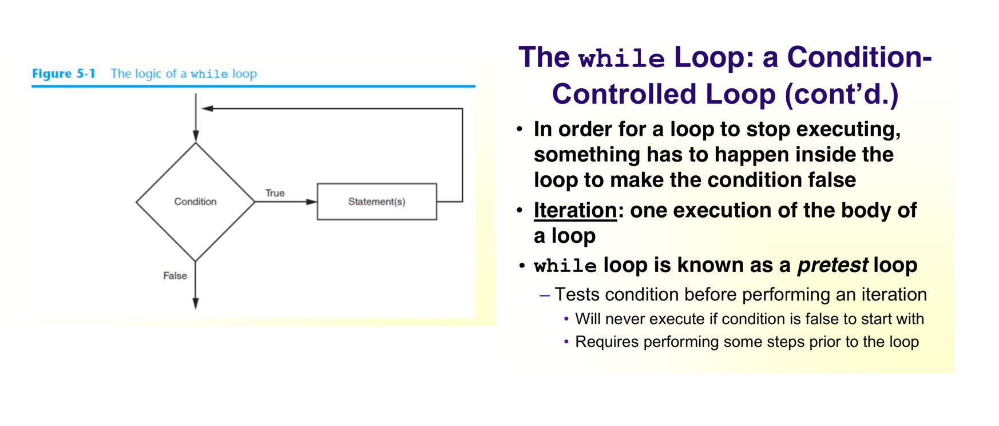 Figure 5-1 The logic of a while loop
Condition
True
Statement(s)
False
The while Loop: a Condition-
Controlled Loop (cont’d.)
• In order for a loop to stop executing,
something has to happen inside the
loop to make the condition false
• Iteration: one execution of the body of
a loop
• while loop is known as a pretest loop
– Tests condition before performing an iteration
• Will never execute if condition is false to start with
• Requires performing some steps prior to the loop